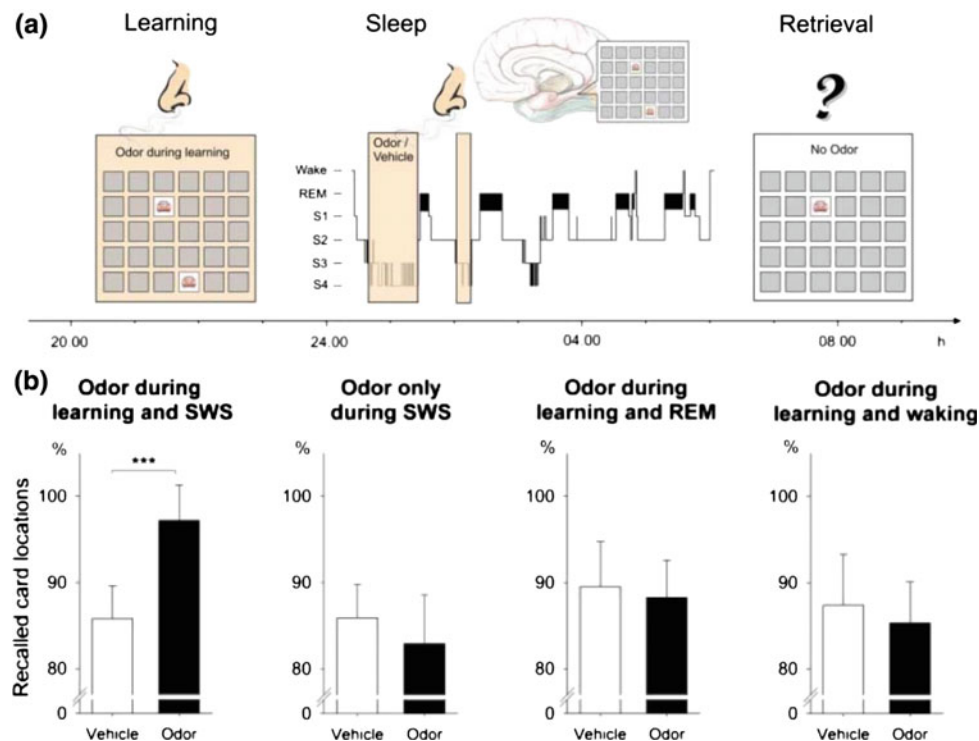 (a)
Learning
Sleep
Retrieval
?
Odor during learning
Odor /
Vehicle
No Odor
Wake
REM
S1
S2
S3
S4
20 00
24 00
04 00
08 00
h
(b)
Odor during
learning and SWS
Odor only
during SWS
Odor during
learning and REM
Odor during
learning and waking
Recalled card locations
%
***
100
90
80
0
Vehicle
Odor
%
100
90
80
0
Vehicle
Odor
%
100
90
80
0
Vehicle
Odor
%
100
90
80
0
Vehicle
Odor